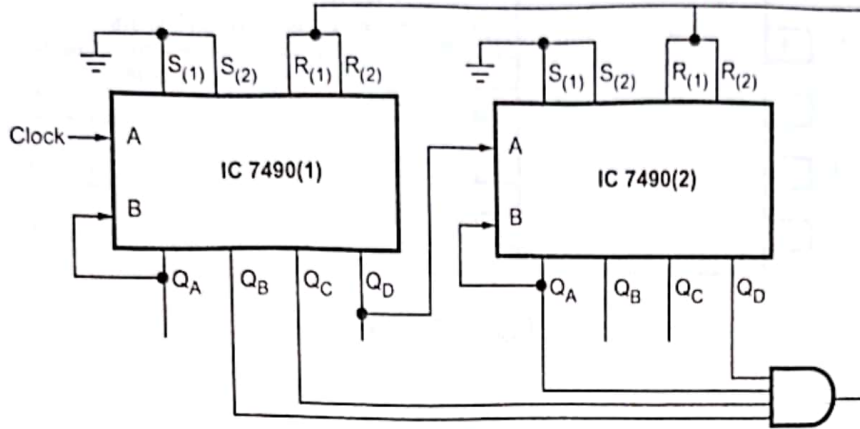 S(1) S(2) R(1) R(2)
S(1) S(2) R(1) R(2)
Clock A
IC 7490(1)
B
A
IC 7490(2)
B
QA QB QC QD
QA QB QC QD